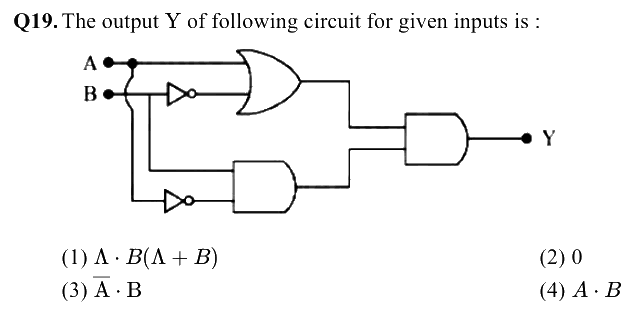 Q19. The output Y of following circuit for given inputs is :
A
B
Y
(1) Λ · B(Λ + B)
(2) 0
(3) A̅ · B
(4) A · B